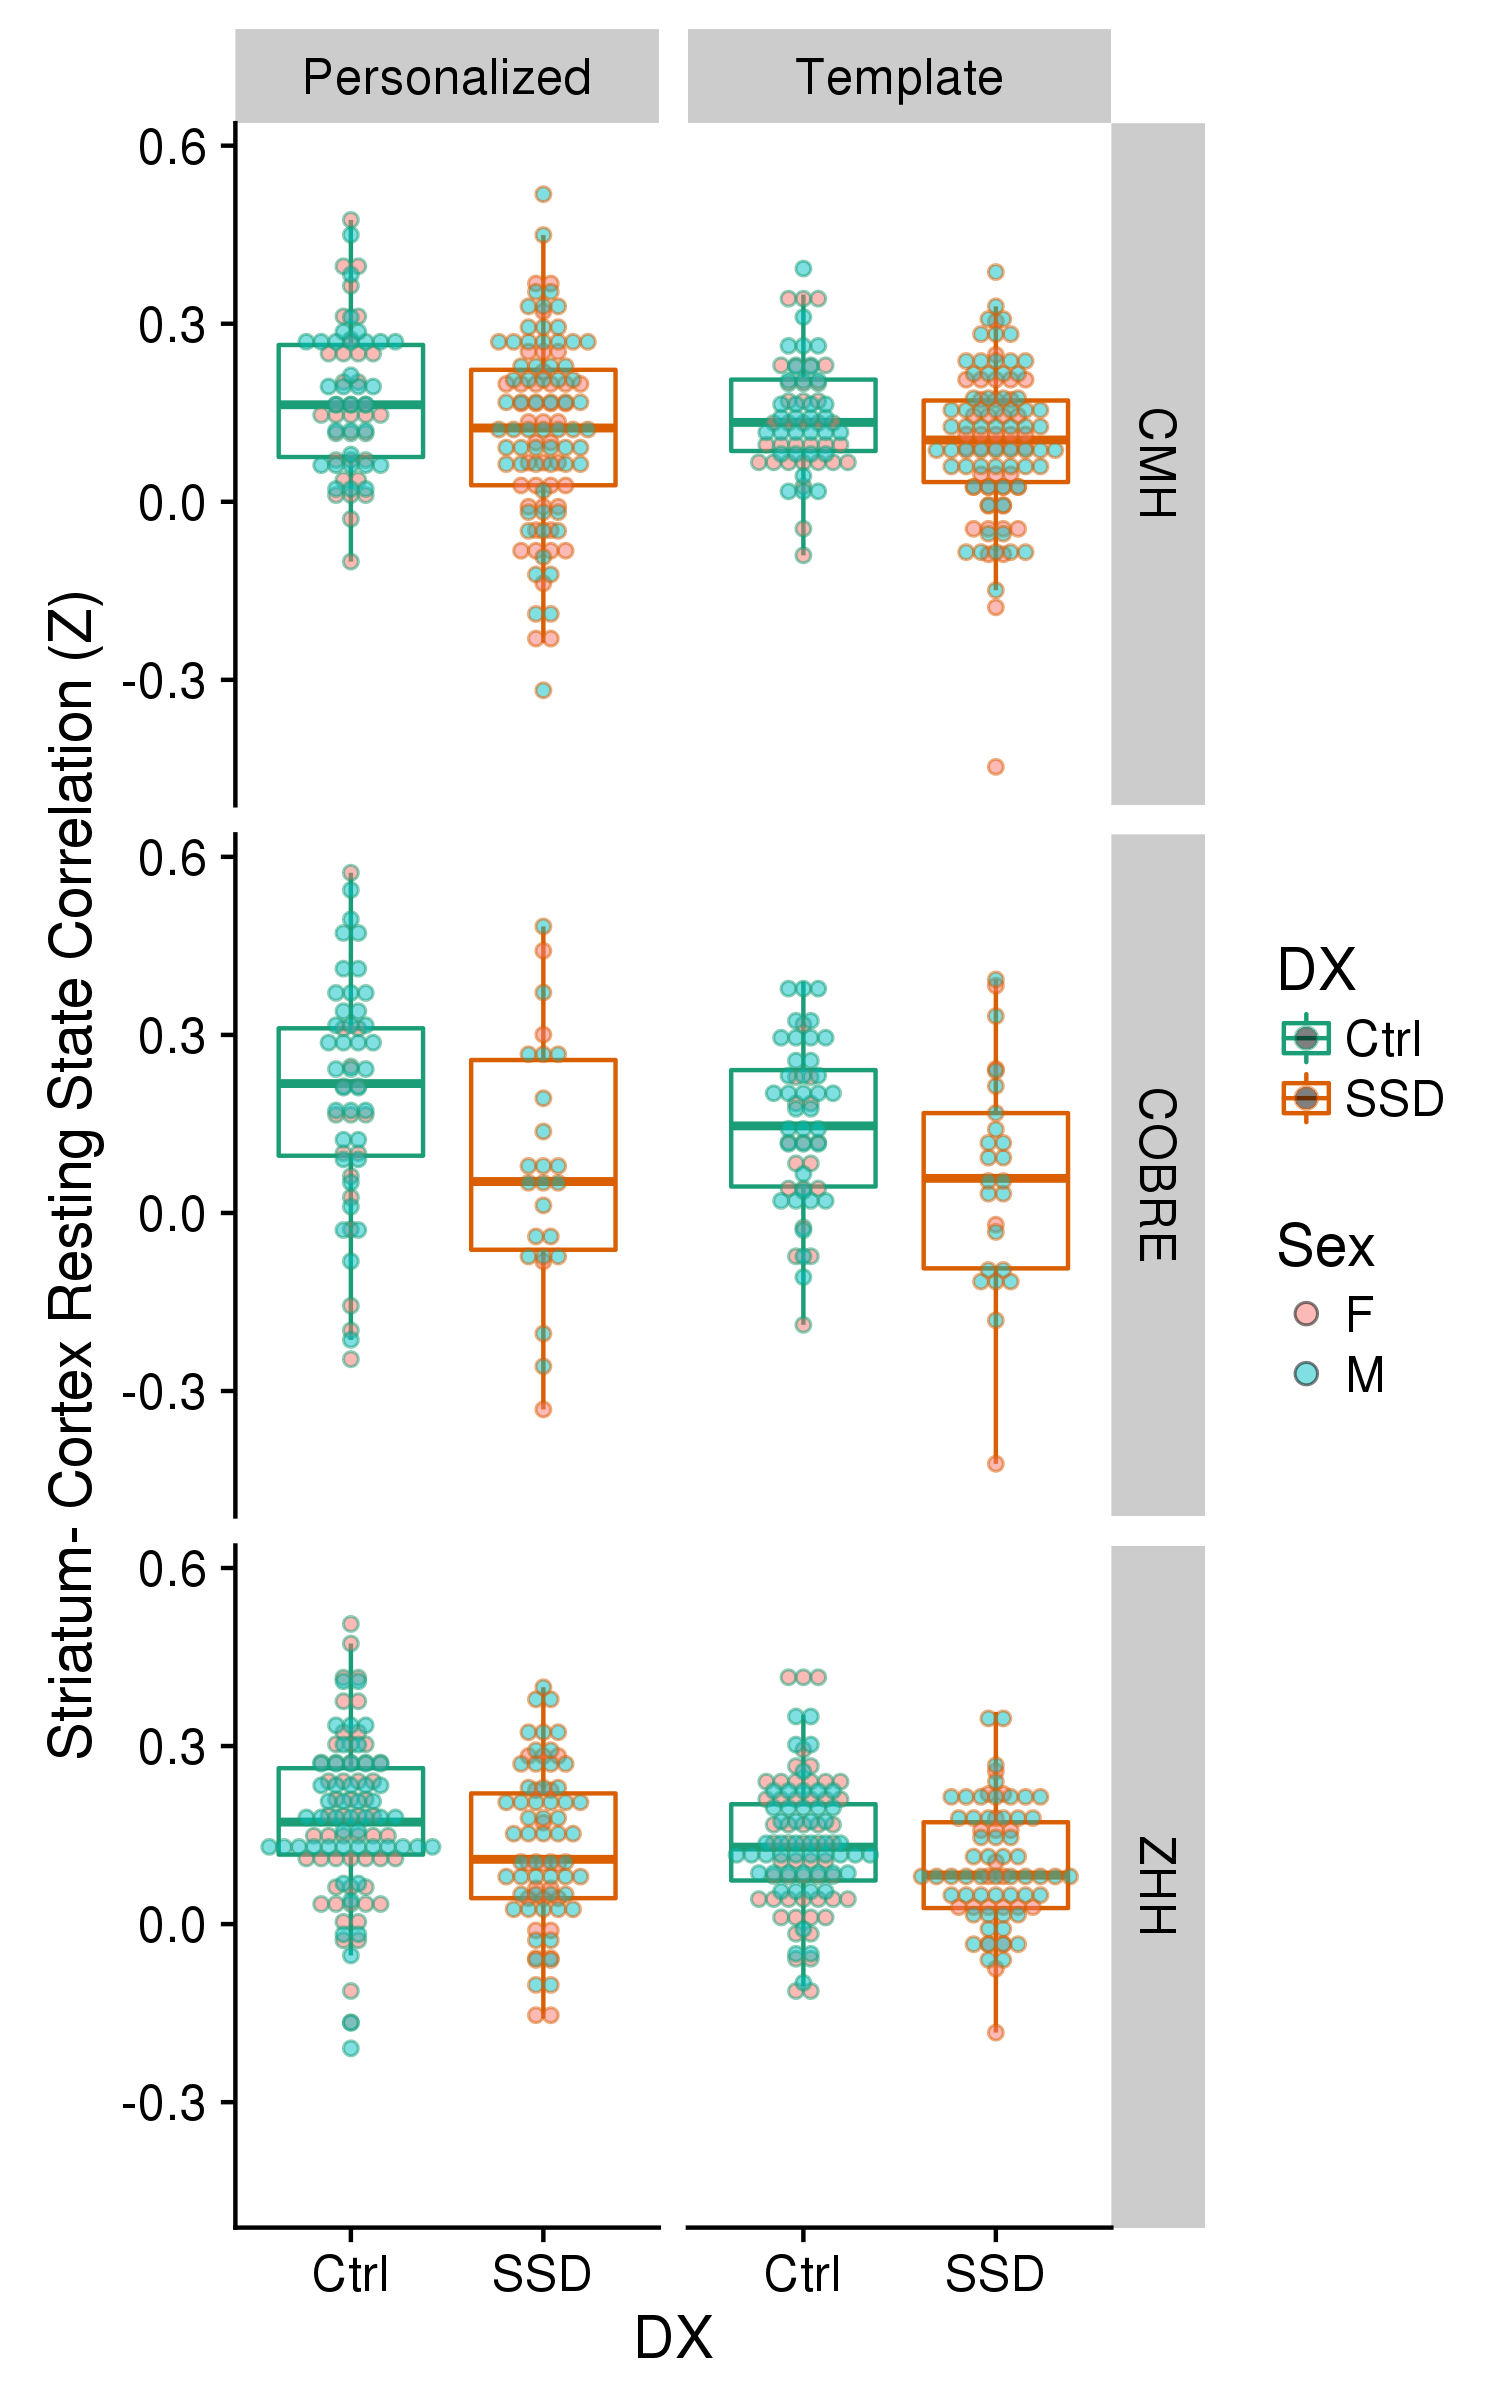 Personalized
Template
Striatum- Cortex Resting State Correlation (Z)
0.6
0.3
0.0
-0.3
CMH
0.6
0.3
0.0
-0.3
COBRE
0.6
0.3
0.0
-0.3
ZHH
Ctrl
SSD
Ctrl
SSD
DX
DX
Ctrl
SSD
Sex
F
M